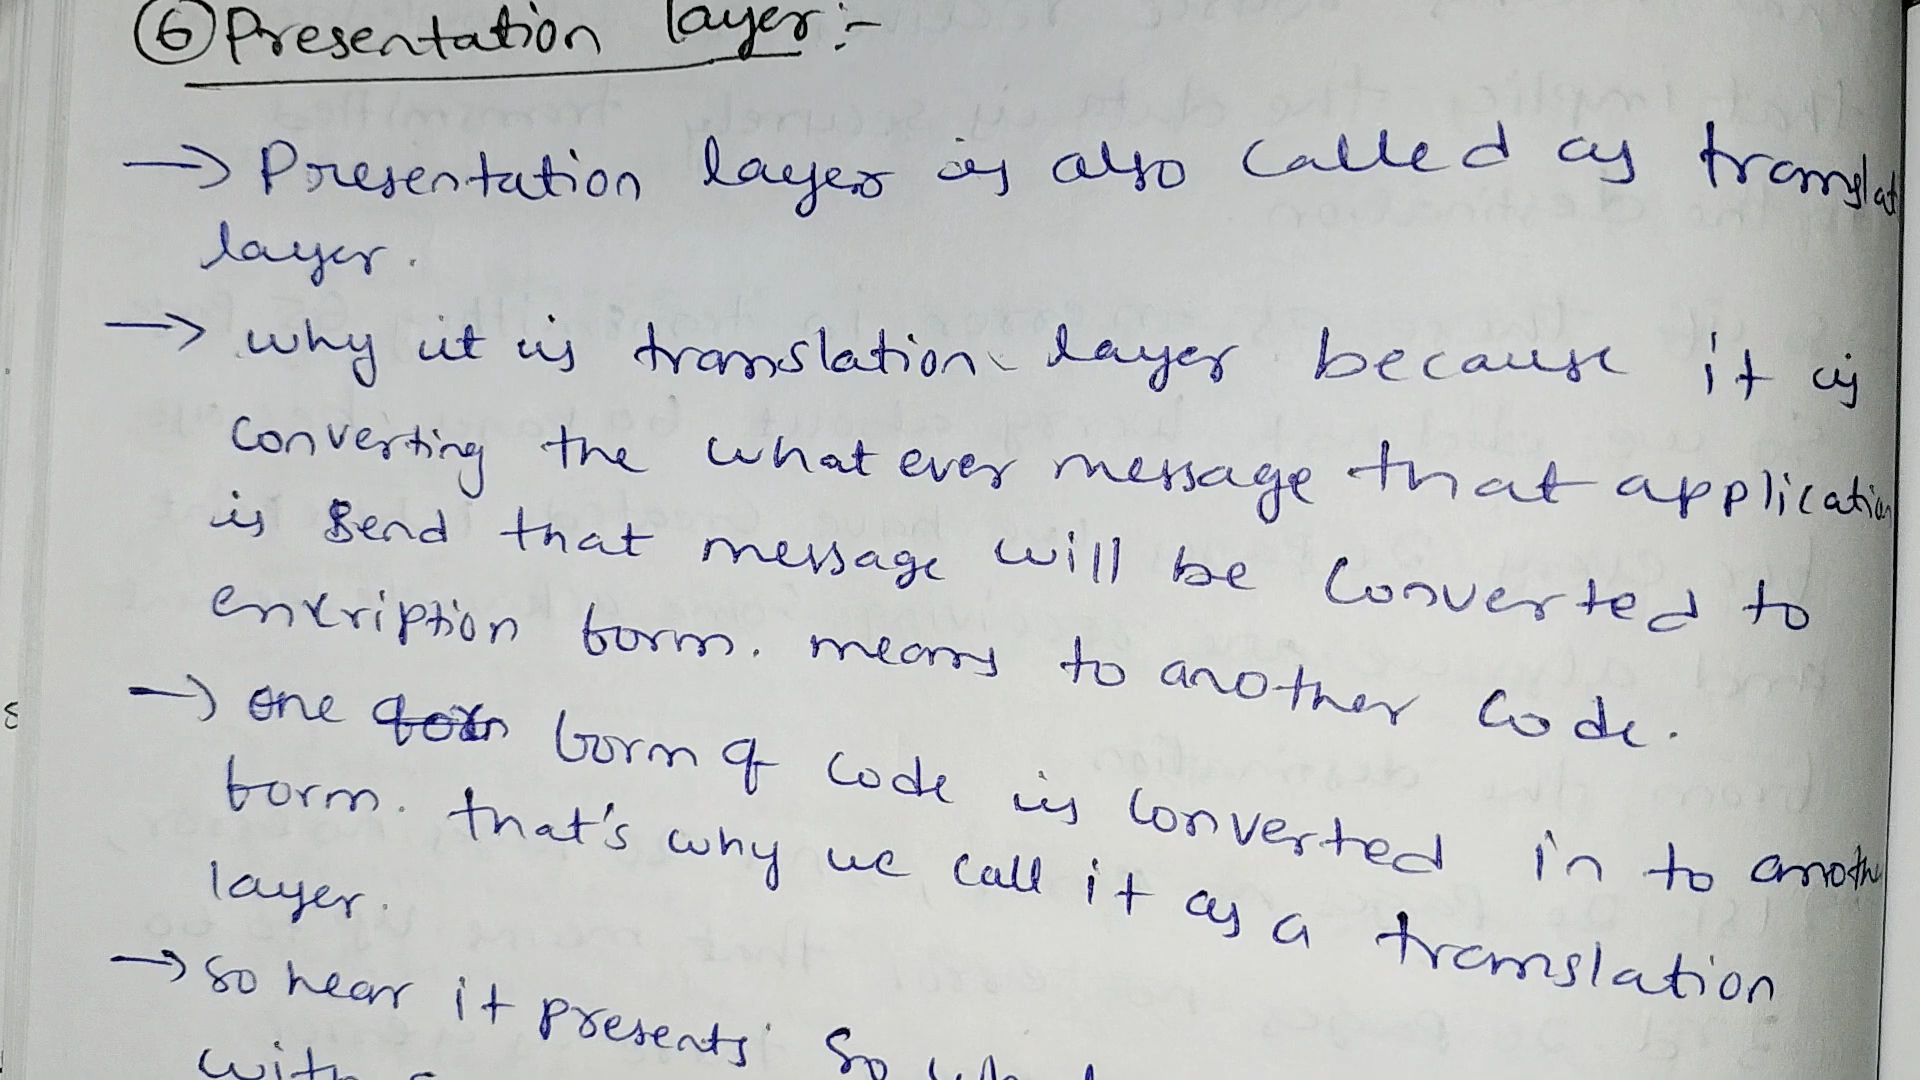 ⑥ Presentation layer:-
→ Presentation layer is also called as translat
layer.
→ why it is translation layer because it is
converting the what ever message that application
is send that message will be converted to
encription form. means to another code.
→ one form of code is converted in to anothe
form. that's why we call it as a translation
layer.
→ so hear it presents so
with